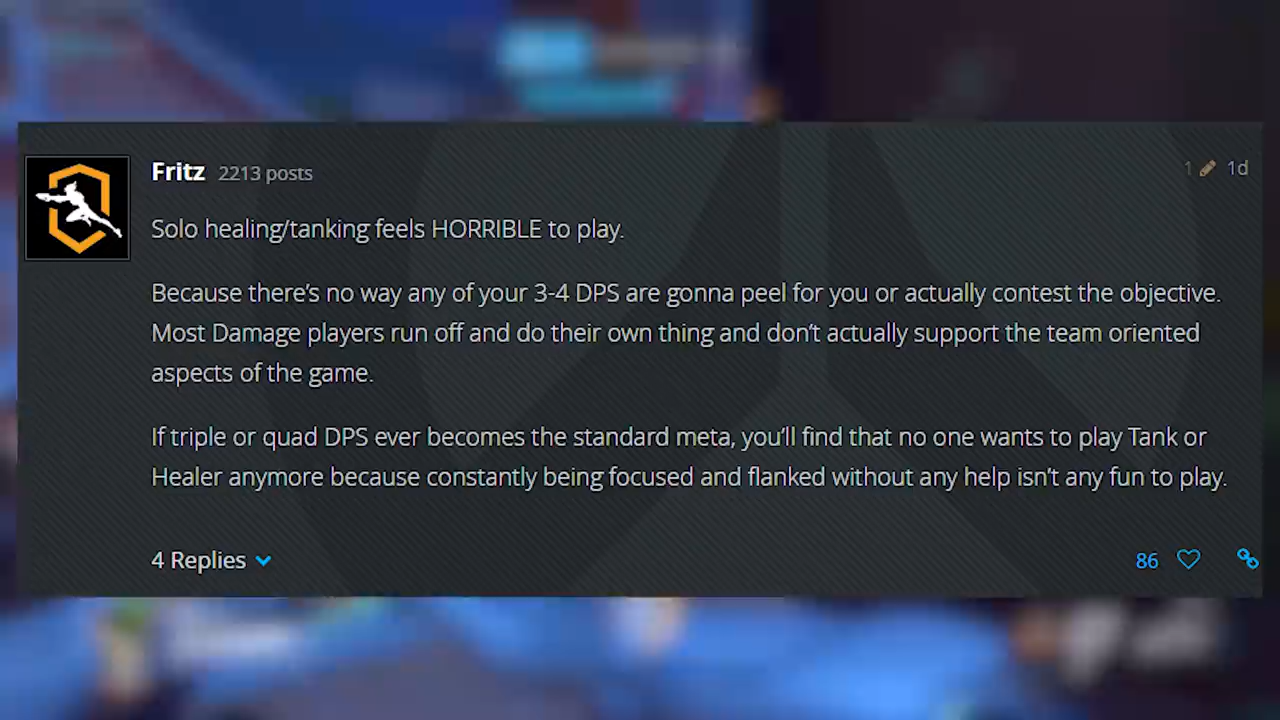 Fritz 2213 posts 1 1d
Solo healing/tanking feels HORRIBLE to play.
Because there's no way any of your 3-4 DPS are gonna peel for you or actually contest the objective.
Most Damage players run off and do their own thing and don't actually support the team oriented
aspects of the game.
If triple or quad DPS ever becomes the standard meta, you'll find that no one wants to play Tank or
Healer anymore because constantly being focused and flanked without any help isn't any fun to play.
4 Replies 86